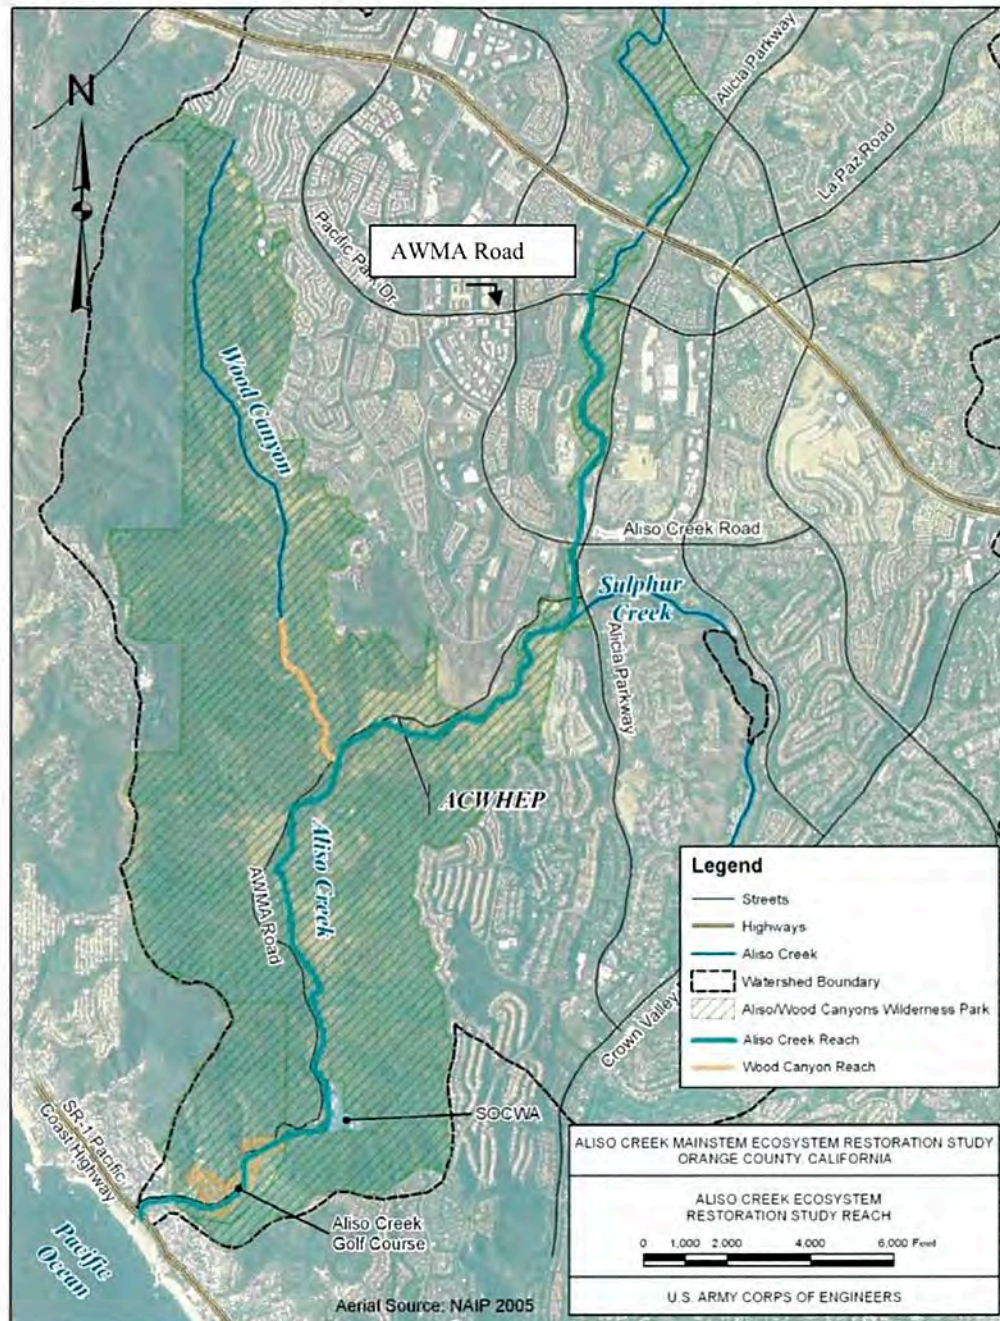 N
Alicia Parkway
La Paz Road
Pacific Park Dr.
AWMA Road
Wood Canyon
Aliso Creek Road
Sulphur
Creek
Alicia Parkway
ACWHEP
Aliso Creek
AWMA Road
Crown Valley
SOCWA
SR-1 Pacific
Coast Highway
Aliso Creek
Golf Course
Pacific
Ocean
Aerial Source: NAIP 2005
Legend
Streets
Highways
Aliso Creek
Watershed Boundary
Aliso/Wood Canyons Wilderness Park
Aliso Creek Reach
Wood Canyon Reach
ALISO CREEK MAINSTEM ECOSYSTEM RESTORATION STUDY
ORANGE COUNTY, CALIFORNIA
ALISO CREEK ECOSYSTEM
RESTORATION STUDY REACH
0 1,000 2,000 4,000 6,000 Feet
U.S. ARMY CORPS OF ENGINEERS